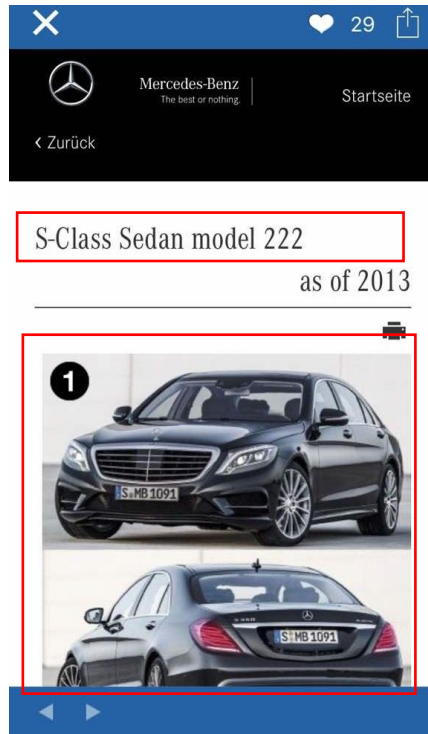 29
Mercedes-Benz
The best or nothing.
Startseite
Zurück
S-Class Sedan model 222
as of 2013
1
S MB 1091
S MB 1091